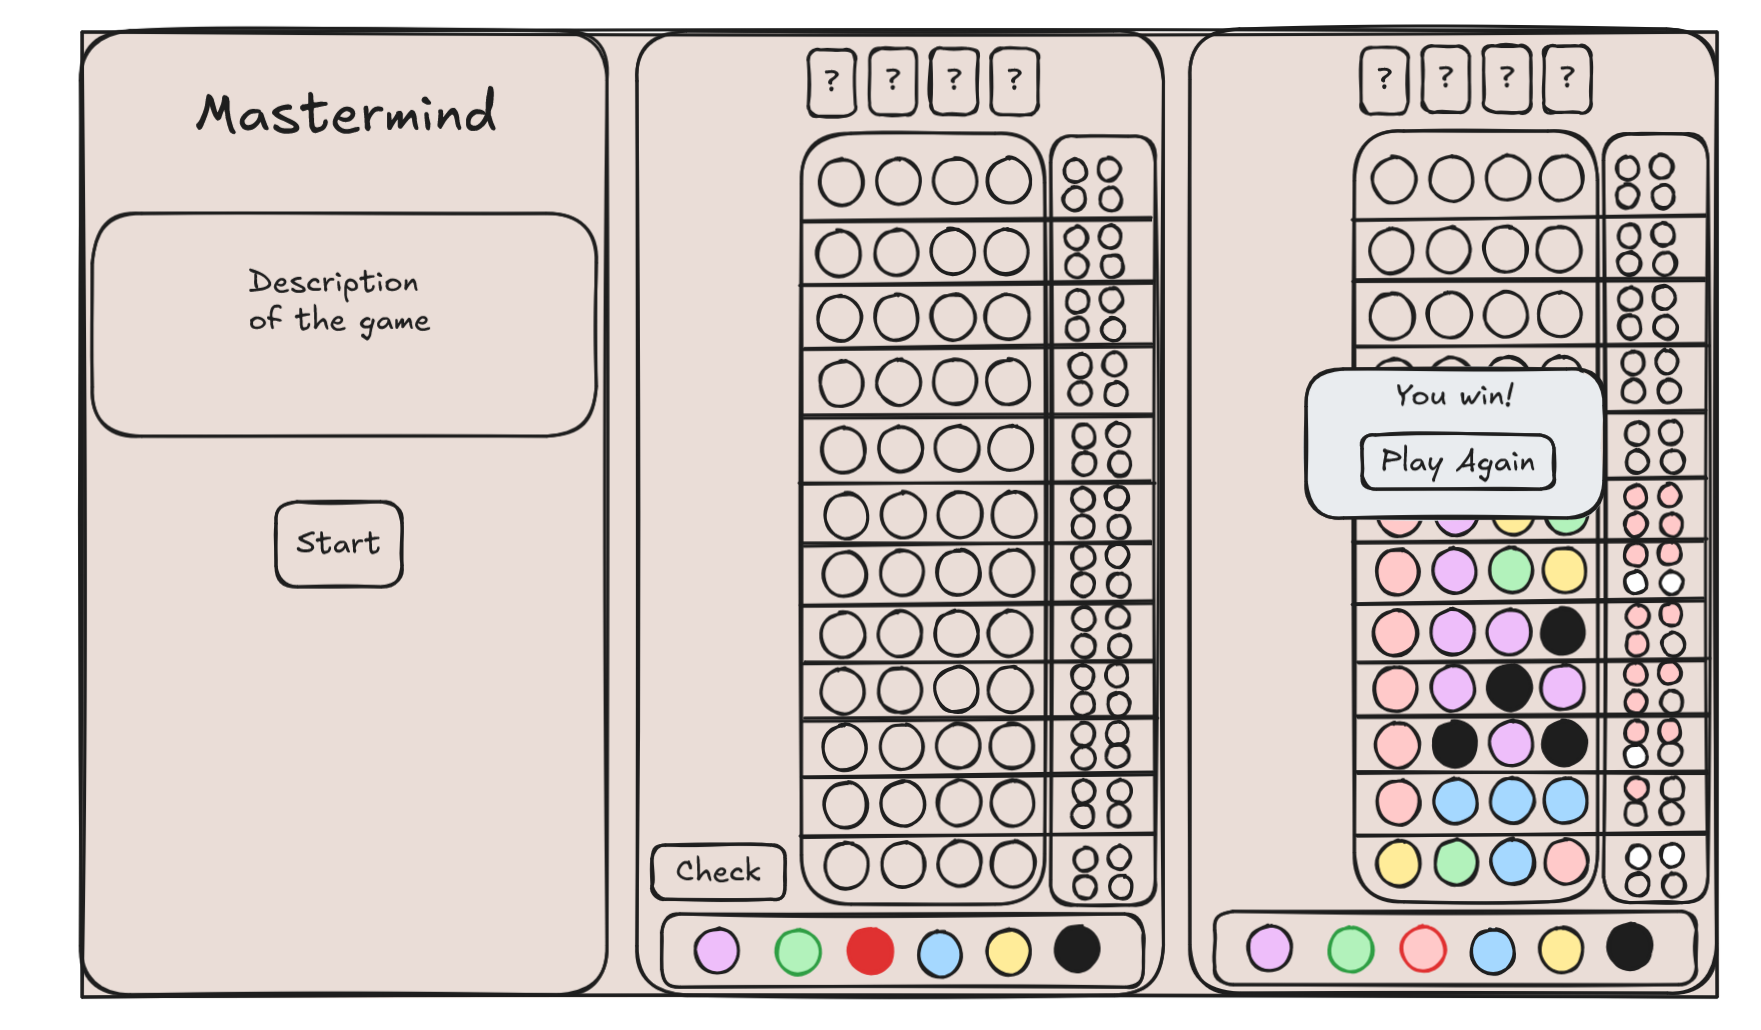 Mastermind
Description
of the game
Start
? ? ? ?
Check
? ? ? ?
You win!
Play Again